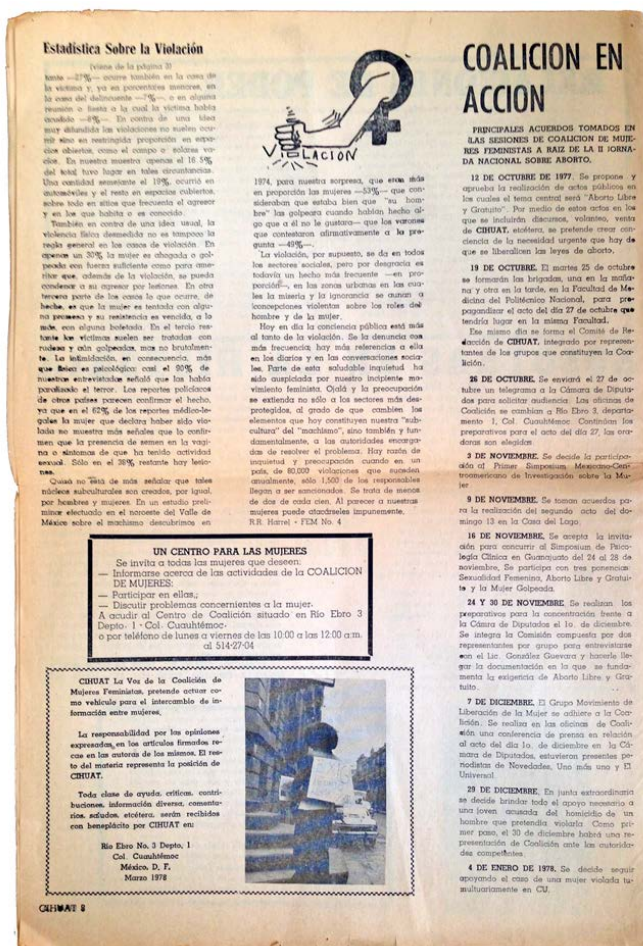 Estadística Sobre la Violación
(viene de la página 3)
tante —27%— ocurre también en la casa de
la víctima y, ya en porcentajes menores, en
la casa del delincuente —7%— o en alguna
reunión o fiesta a la cual la víctima había
acudido —8%— En contra de una idea
muy difundida las violaciones no suelen ocu-
rrir sino en restringida proporción en espa-
cios abiertos, como el campo o solares va-
cíos. En nuestra muestra apenas el 16.5%
del total, tuvo lugar en tales circunstancias.
Una cantidad semejante el 19%, ocurrió en
automóviles y el resto en espacios cubiertos,
sobre todo en sitios que frecuenta el agresor
y en los que habita o es conocido.
También en contra de una idea usual, la
violencia física desmedida no es tampoco la
regla general en los casos de violación. En
apenas un 30% la mujer es ahogada o gol-
peada con fuerza suficiente como para ame-
ritar que, además de la violación, se pueda
condenar a su agresor por lesiones. En otra
tercera parte de los casos lo que ocurre, de
hecho, es que la mujer es tentada con algu-
na promesa y su resistencia es vencida, a lo
más, con alguna bofetada. En el tercio res-
tante las víctimas suelen ser tratadas con
rudeza y aún golpeadas, mas no brutalmen-
te. La intimidación, en consecuencia, más
que física es psicológica: casi el 90% de
nuestras entrevistadas señaló que las había
paralizado el terror. Los reportes policíacos
de otros países parecen confirmar el hecho,
ya que en el 62% de los reportes médico-le-
gales la mujer que declara haber sido vio-
lada no muestra más señales que lo confir-
men que la presencia de semen en la vagi-
na o síntomas de que ha tenido actividad
sexual. Sólo en el 38% restante hay lesio-
nes.
Quizá no está de más señalar que tales
núcleos subculturales son creados, por igual,
por hombres y mujeres. En un estudio preli-
minar efectuado en el noroeste del Valle de
México sobre el machismo descubrimos en
VIOLACION
1974, para nuestra sorpresa, que eran más
en proporción las mujeres —53%— que con-
sideraban que estaba bien que "su hom-
bre" las golpeara cuando habían hecho al-
go que a él no le gustara— que los varones
que contestaron afirmativamente a la pre-
gunta —49%—.
La violación, por supuesto, se da en todos
los sectores sociales, pero por desgracia es
todavía un hecho más frecuente —en pro-
porción—, en las zonas urbanas en las cua-
les la miseria y la ignorancia se aunan a
concepciones violentas sobre los roles del
hombre y de la mujer.
Hoy en día la conciencia pública está más
al tanto de la violación. Se la denuncia con
más frecuencia, hay más referencias a ella
en los diarios y en las conversaciones socia-
les. Parte de esta saludable inquietud ha
sido auspiciada por nuestro incipiente mo-
vimiento feminista. Ojalá y la preocupación
se extienda no sólo a los sectores más des-
protegidos, al grado de que cambien los
elementos que hoy constituyen nuestra "sub-
cultura" del "machismo", sino también y fun-
damentalmente, a las autoridades encarga-
das de resolver el problema. Hay razón de
inquietud y preocupación cuando en un
país, de 80,000 violaciones que suceden
anualmente, sólo 1,500 de los responsables
llegan a ser sancionados. Se trata de menos
de dos de cada cien. Al parecer a nuestras
mujeres puede atacárseles impunemente.
R.R. Harrel - FEM No. 4
UN CENTRO PARA LAS MUJERES
Se invita a todas las mujeres que deseen:
— Informarse acerca de las actividades de la COALICION
DE MUJERES:
— Participar en ellas,;
— Discutir problemas concernientes a la mujer.
A acudir al Centro de Coalición situado en Río Ebro 3
Depto. 1 - Col. Cuauhtémoc.
o por teléfono de lunes a viernes de las 10:00 a las 12:00 a.m.
al 514-27-04
CIHUAT La Voz de la Coalición de
Mujeres Feministas, pretende actuar co-
mo vehículo para el intercambio de in-
formación entre mujeres.
La responsabilidad por las opiniones
expresadas en los artículos firmados re-
cae en las autoras de los mismos. El res-
to del materia representa la posición de
CIHUAT.
Toda clase de ayuda, críticas, contri-
buciones, información diversa, comenta-
rios, saludos, etcétera, serán recibidos
con beneplácito por CIHUAT en:
Río Ebro No. 3 Depto, 1
Col. Cuauhtémoc
México, D. F.
Marzo 1978
CIHUAT 8
COALICION EN
ACCION
PRINCIPALES ACUERDOS TOMADOS EN
LAS SESIONES DE COALICION DE MUJE-
RES FEMINISTAS A RAIZ DE LA II JORNA-
DA NACIONAL SOBRE ABORTO.
12 DE OCTUBRE DE 1977. Se propone y
aprueba la realización de actos públicos en
los cuales el tema central será "Aborto Libre
y Gratuito". Por medio de estos actos en los
que se incluirán discursos, volanteo, venta
de CIHUAT, etcétera, se pretende crear con-
ciencia de la necesidad urgente que hay de
que se liberalicen las leyes de aborto.
19 DE OCTUBRE. El martes 25 de octubre
se formarán las brigadas, una en la maña-
na y otra en la tarde, en la Facultad de Me-
dicina del Politécnico Nacional, para pro-
pagandizar el acto del día 27 de octubre que
tendría lugar en la misma Facultad.
Ese mismo día se forma el Comité de Re-
dacción de CIHUAT, integrado por represen-
tantes de los grupos que constituyen la Coa-
lición.
26 DE OCTUBRE. Se enviará el 27 de oc-
tubre un telegrama a la Cámara de Diputa-
dos para solicitar audiencia. Las oficinas de
Coalición se cambian a Río Ebro 3, departa-
mento 1, Col. Cuauhtémoc. Continúan los
preparativos para el acto del día 27, las ora-
doras son elegidas.
3 DE NOVIEMBRE. Se decide la participa-
ción al Primer Simposium Mexicano-Cen-
troamericano de Investigación sobre la Mu-
jer.
9 DE NOVIEMBRE. Se toman acuerdos pa-
ra la realización del segundo acto del do-
mingo 13 en la Casa del Lago.
16 DE NOVIEMBRE. Se acepta la invita-
ción para concurrir al Simposium de Psico-
logía Clínica en Guanajuato del 24 al 28 de
noviembre, Se participa con tres ponencias:
Sexualidad Femenina, Aborto Libre y Gratui-
to y la Mujer Golpeada.
24 Y 30 DE NOVIEMBRE. Se realizan los
preparativos para la concentración frente a
la Cámra de Diputados el 1o. de diciembre.
Se integra la Comisión compuesta por dos
representantes por grupo para entrevistarse
con el Lic. González Guevara y hacerle lle-
gar la documentación en la que se funda-
menta la exigencia de Aborto Libre y Gra-
tuito.
7 DE DICIEMBRE. El Grupo Movimiento de
Liberación de la Mujer se adhiere a la Coa-
lición. Se realiza en las oficinas de Coali-
ción una conferencia de prensa en relación
al acto del día 1o. de diciembre en la Cá-
mara de Diputados, estuvieron presentes pe-
riodistas de Novedades, Uno más uno y El
Universal.
29 DE DICIEMBRE. En junta extraordinaria
se decide brindar todo el apoyo necesario a
una joven acusada del homicidio de un
hombre que pretendía violarla. Como pri-
mer paso, el 30 de diciembre habrá una re-
presentación de Coalición ante las autorida-
des competentes.
4 DE ENERO DE 1978. Se decide seguir
apoyando el caso de una mujer violada tu-
multuariamente en CU.